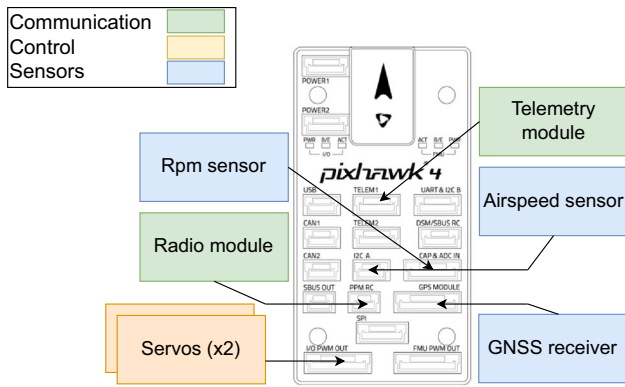 Communication
Control
Sensors
POWER1
POWER2
PWR B/E ACT
I/O
ACT B/E PWR
FMU
Telemetry
module
Rpm sensor
pixhawk 4
USB
TELEM1
UART & I2C B
Airspeed sensor
CAN1
TELEM2
DSM/SBUS RC
Radio module
CAN2
I2C A
CAP & ADC IN
SBUS OUT
PPM RC
GPS MODULE
SPI
Servos (x2)
I/O PWM OUT
FMU PWM OUT
GNSS receiver